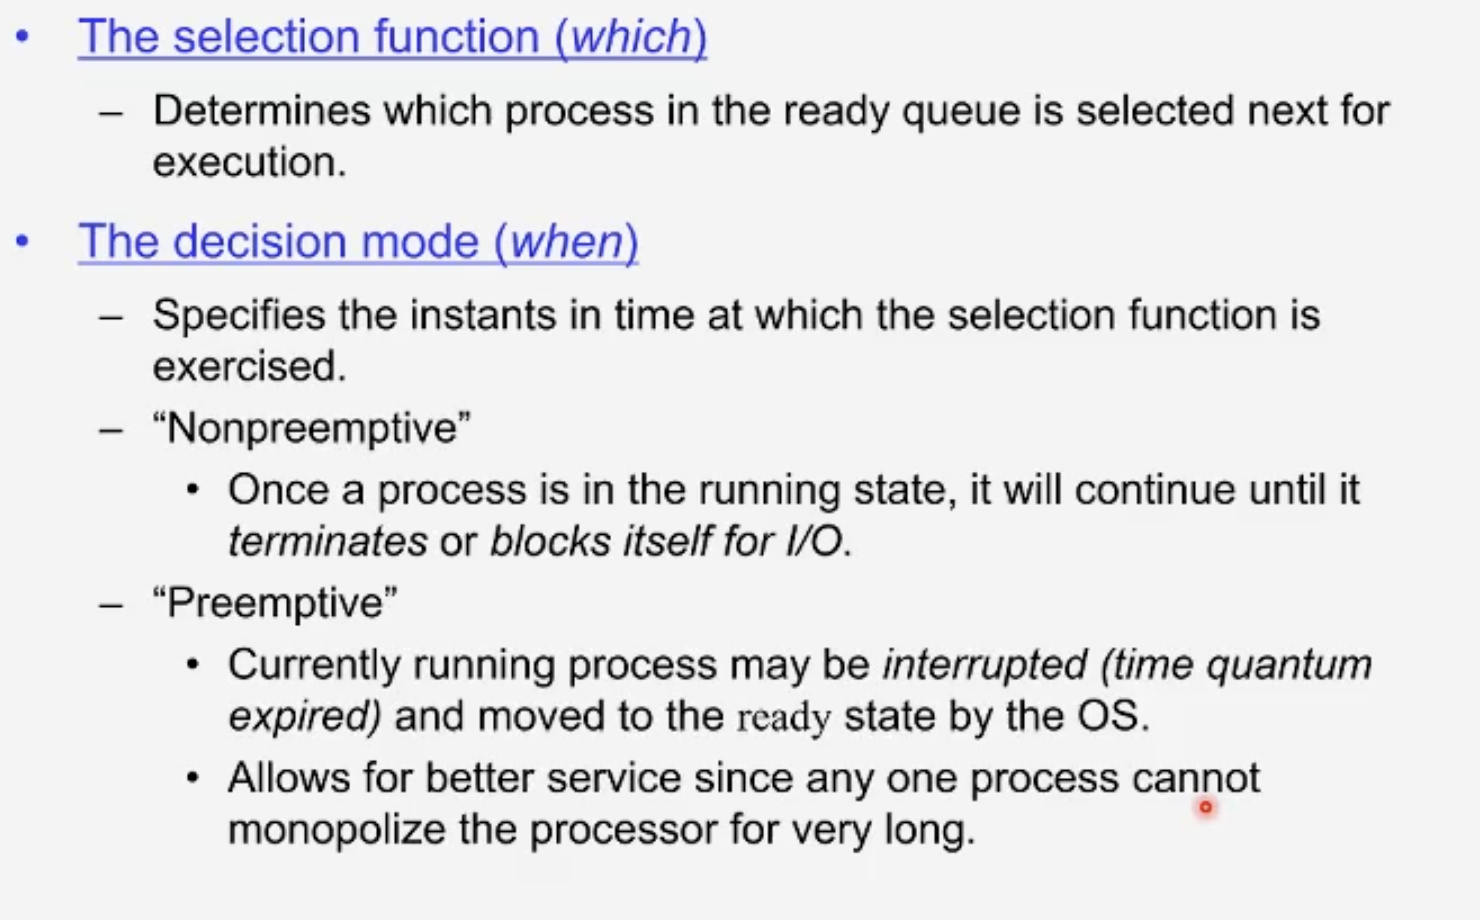 • The selection function (which)
– Determines which process in the ready queue is selected next for
execution.
• The decision mode (when)
– Specifies the instants in time at which the selection function is
exercised.
– “Nonpreemptive”
• Once a process is in the running state, it will continue until it
terminates or blocks itself for I/O.
– “Preemptive”
• Currently running process may be interrupted (time quantum
expired) and moved to the ready state by the OS.
• Allows for better service since any one process cannot
monopolize the processor for very long.